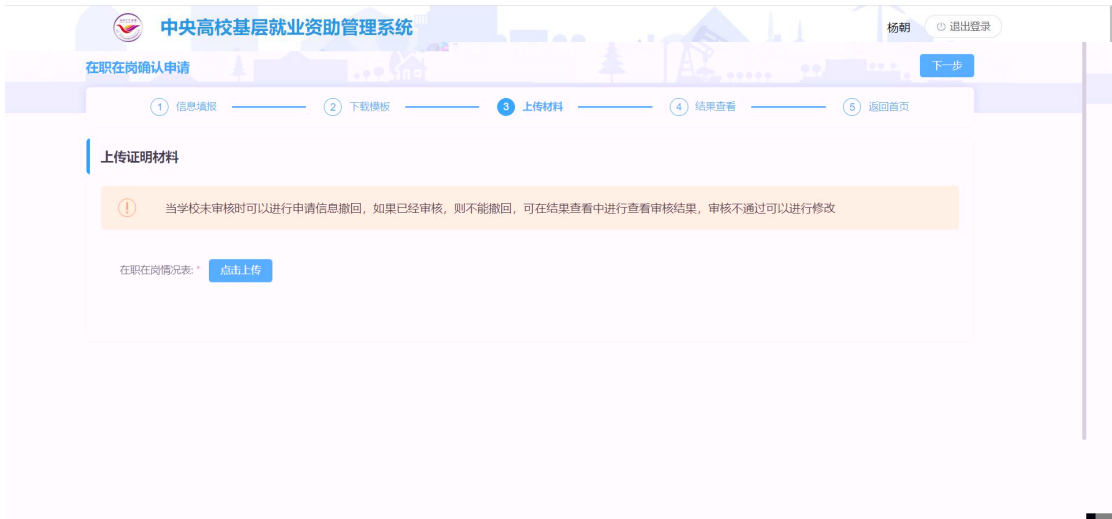 中央高校基层就业资助管理系统
杨朝
退出登录
在职在岗确认申请
下一步
1 信息填报
2 下载模板
3 上传材料
4 结果查看
5 返回首页
上传证明材料
当学校未审核时可以进行申请信息撤回，如果已经审核，则不能撤回，可在结果查看中进行查看审核结果，审核不通过可以进行修改
在职在岗情况表: * 点击上传